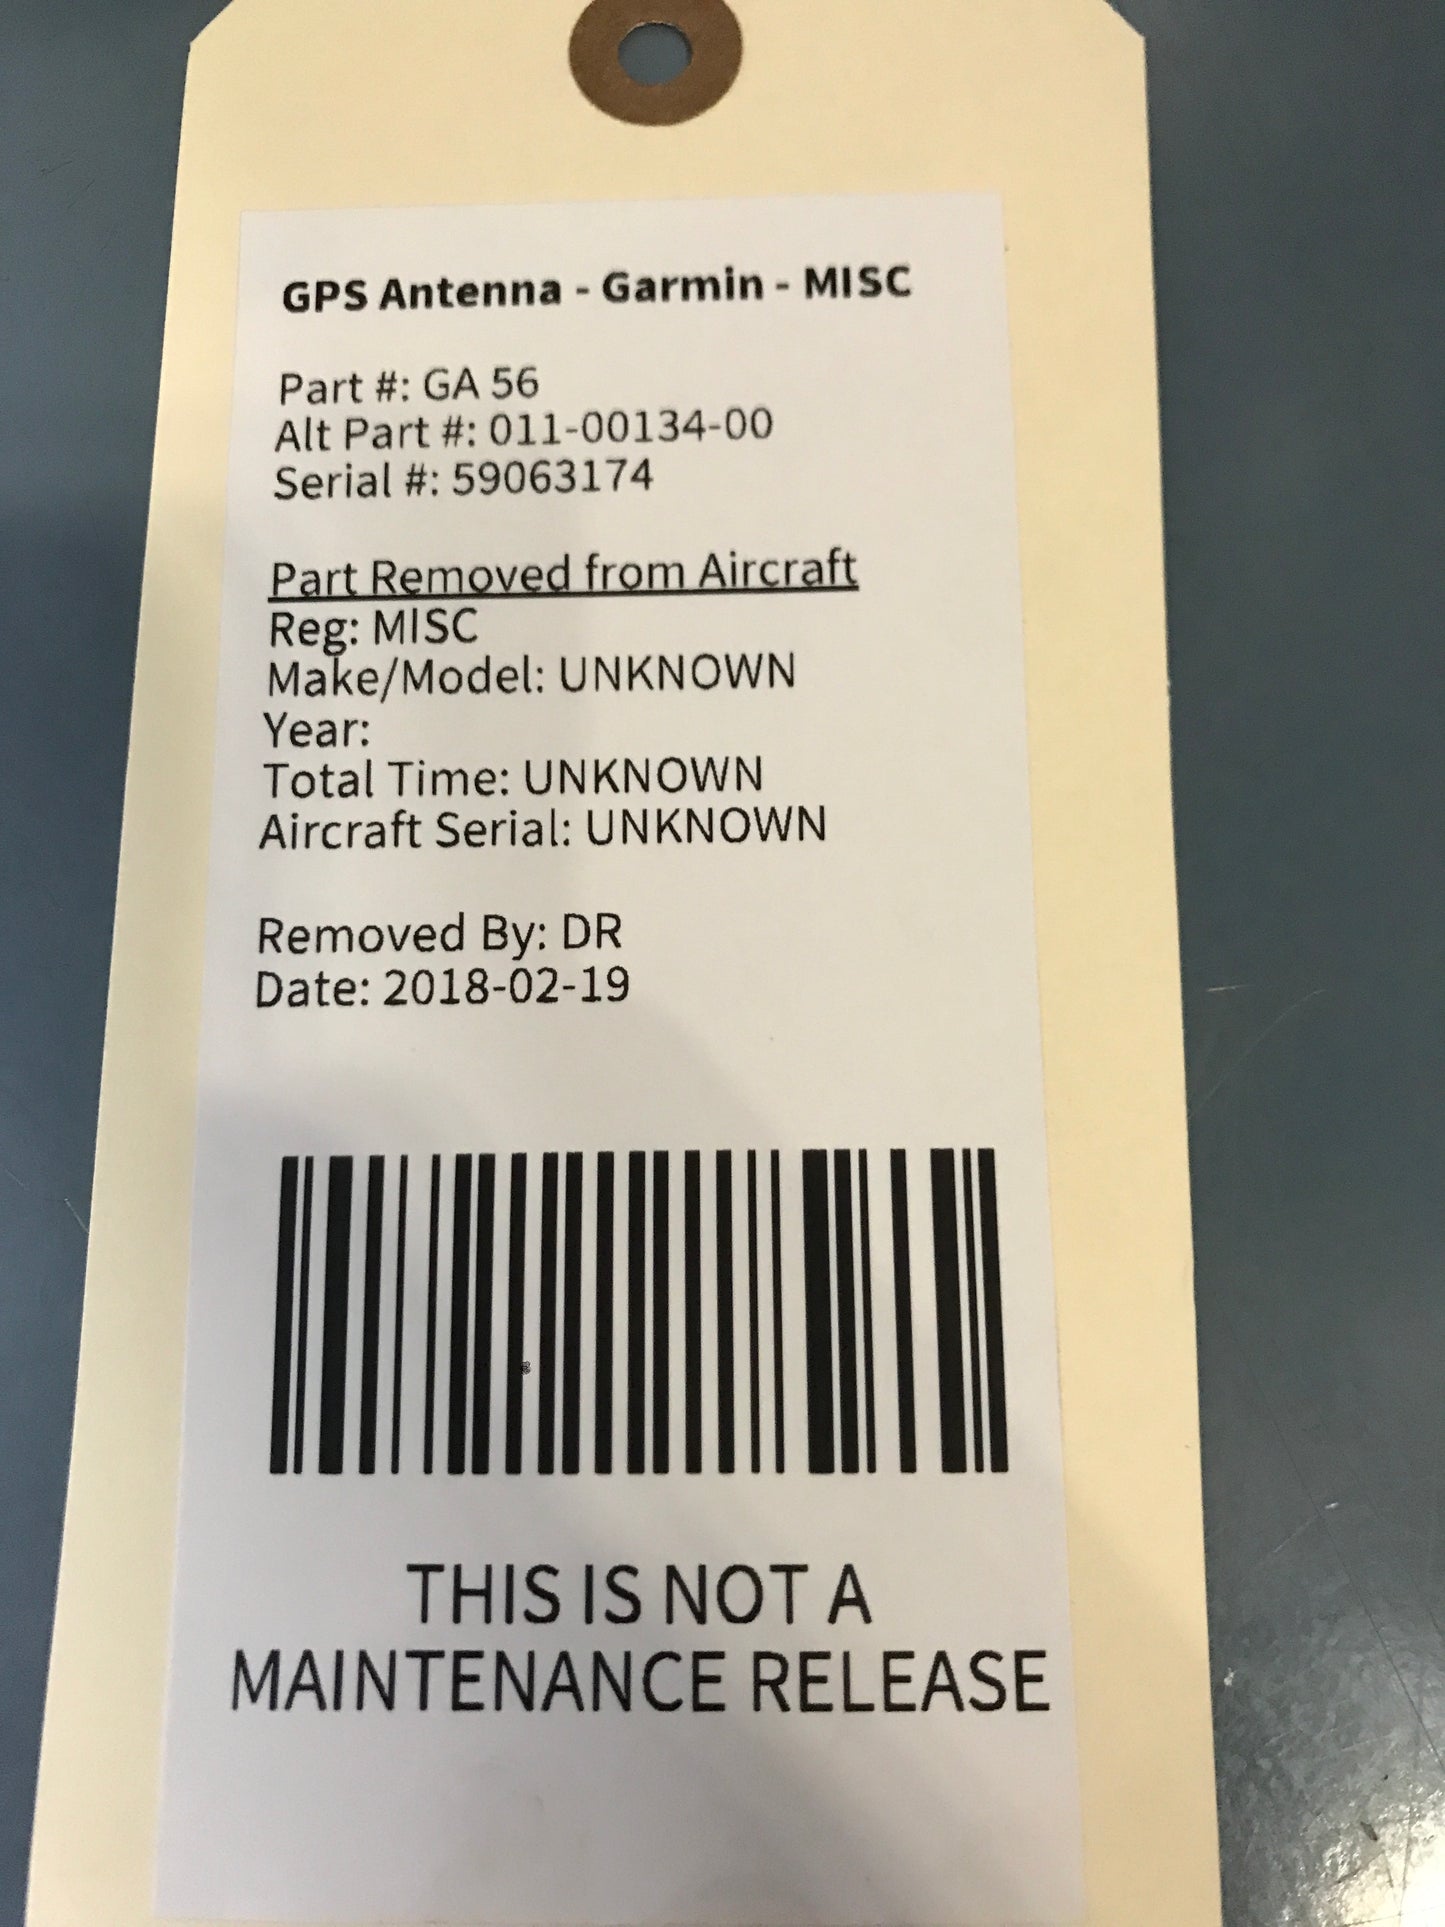 GPS Antenna - Garmin - MISC
Part #: GA 56
Alt Part #: 011-00134-00
Serial #: 59063174
Part Removed from Aircraft
Reg: MISC
Make/Model: UNKNOWN
Year:
Total Time: UNKNOWN
Aircraft Serial: UNKNOWN
Removed By: DR
Date: 2018-02-19
THIS IS NOT A
MAINTENANCE RELEASE